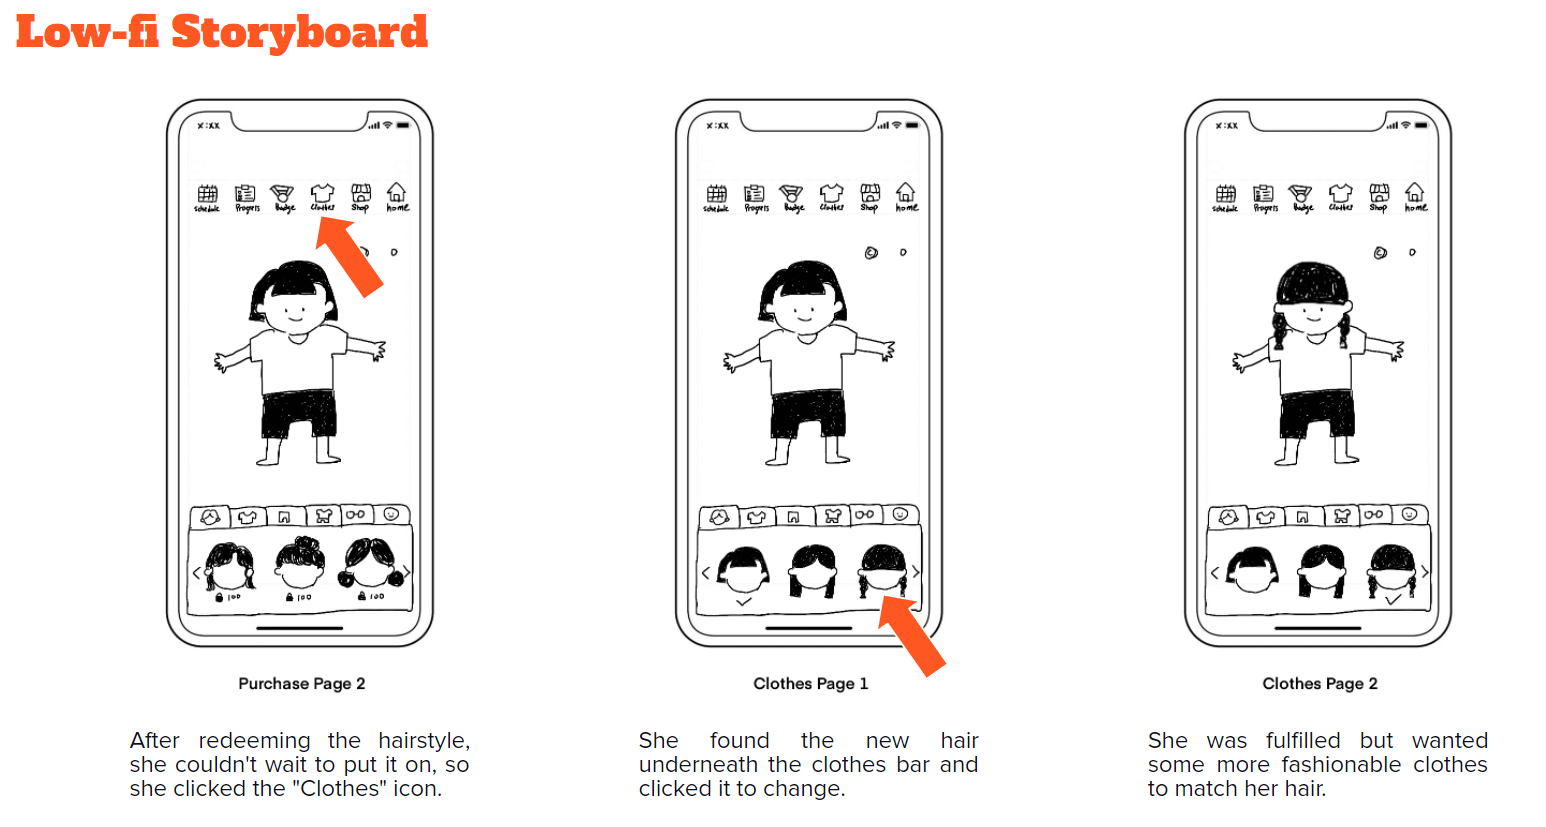 Low-fi Storyboard
x:xx
x:xx
x:xx
schedule Progress Badge Clothes Shop home
schedule Progress Badge Clothes Shop home
schedule Progress Badge Clothes Shop home
100 100 100
Purchase Page 2
Clothes Page 1
Clothes Page 2
After redeeming the hairstyle,
she couldn't wait to put it on, so
she clicked the "Clothes" icon.
She found the new hair
underneath the clothes bar and
clicked it to change.
She was fulfilled but wanted
some more fashionable clothes
to match her hair.